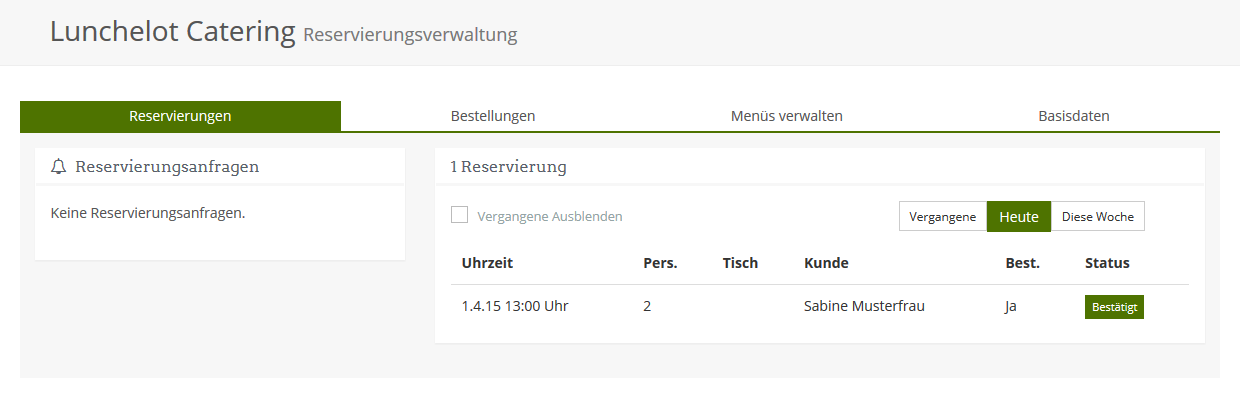 Lunchelot Catering Reservierungsverwaltung
Reservierungen Bestellungen Menüs verwalten Basisdaten
Reservierungsanfragen
Keine Reservierungsanfragen.
1 Reservierung
Vergangene Ausblenden Vergangene Heute Diese Woche
Uhrzeit Pers. Tisch Kunde Best. Status
1.4.15 13:00 Uhr 2 Sabine Musterfrau Ja Bestätigt